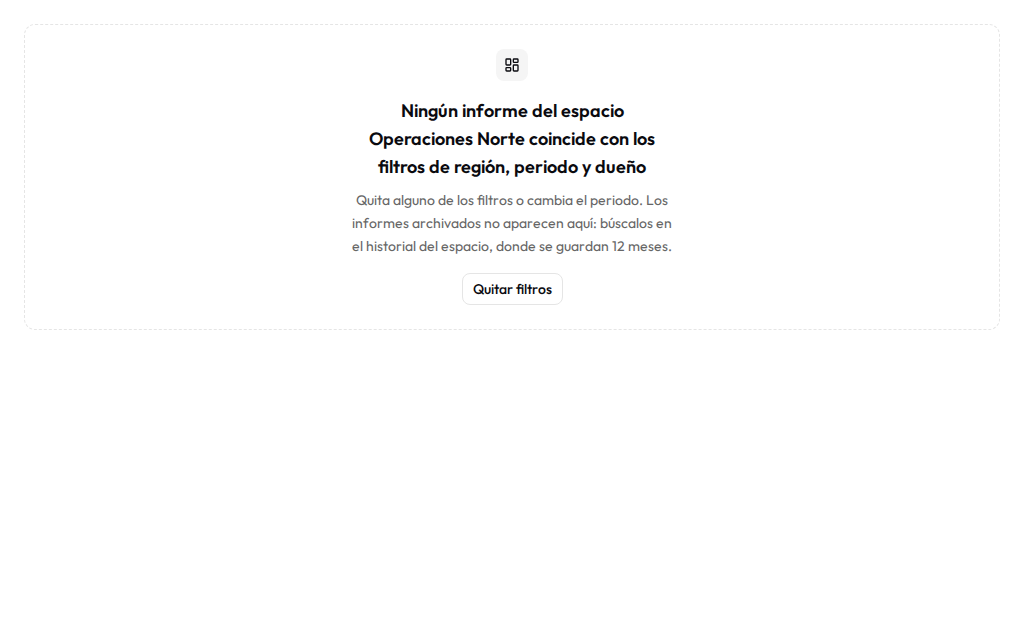 Ningún informe del espacio
Operaciones Norte coincide con los
filtros de región, periodo y dueño
Quita alguno de los filtros o cambia el periodo. Los
informes archivados no aparecen aquí: búscalos en
el historial del espacio, donde se guardan 12 meses.
Quitar filtros